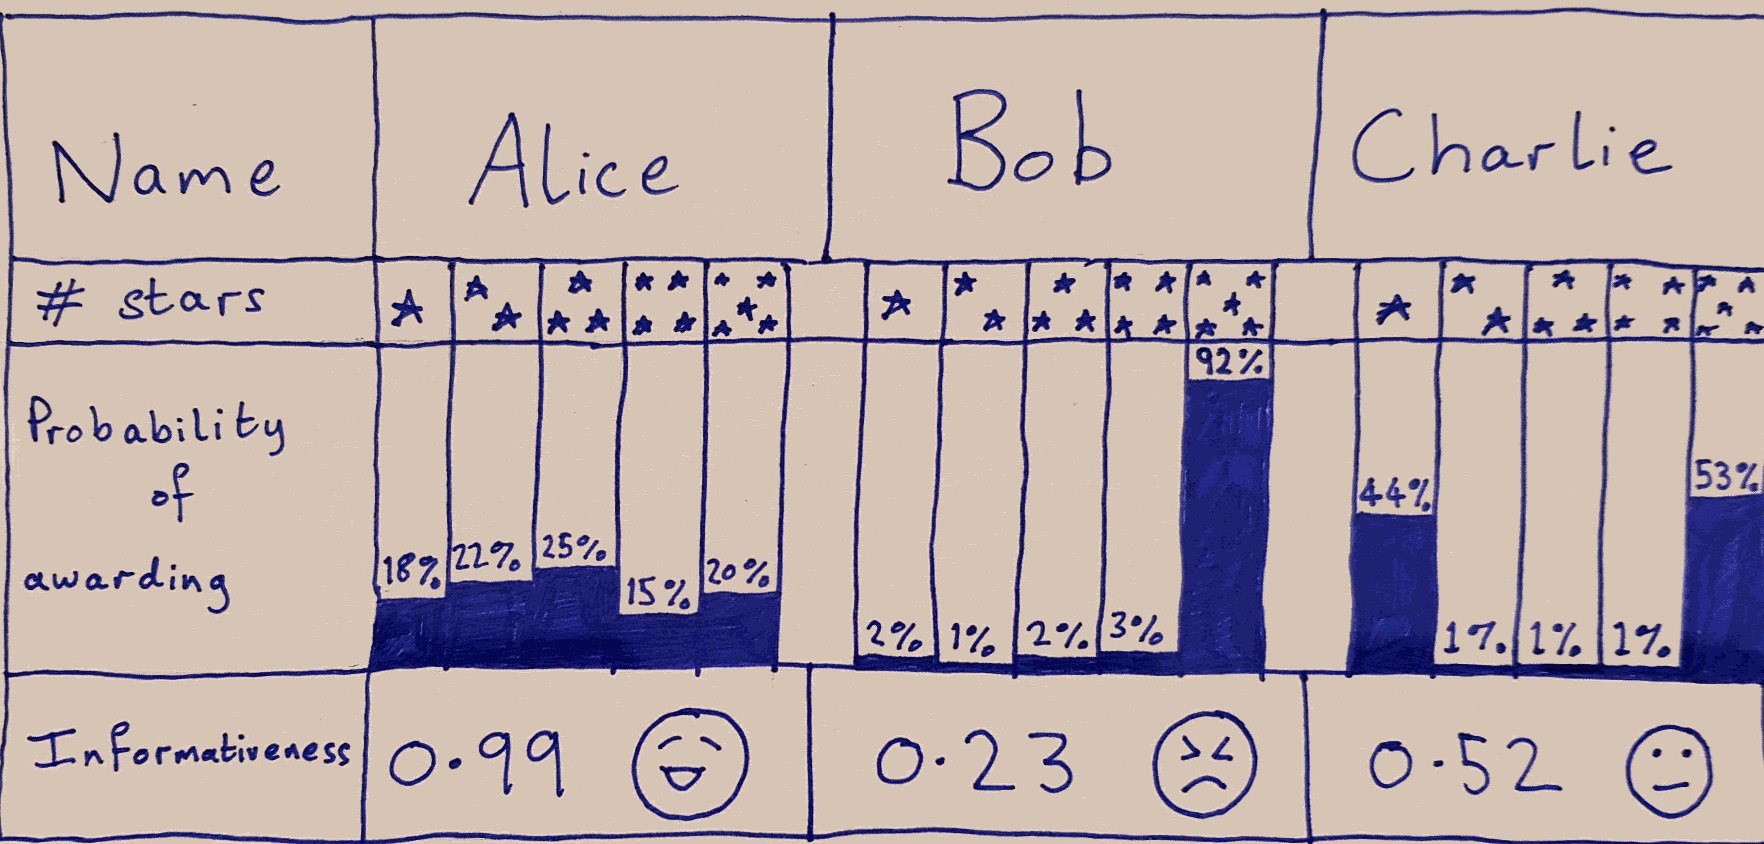 Name Alice Bob Charlie
# stars
92%
53%
44%
18% 22% 25% 15% 20%
2% 1% 2% 3%
1% 1% 1%
Probability
of
awarding
Informativeness 0.99 0.23 0.52